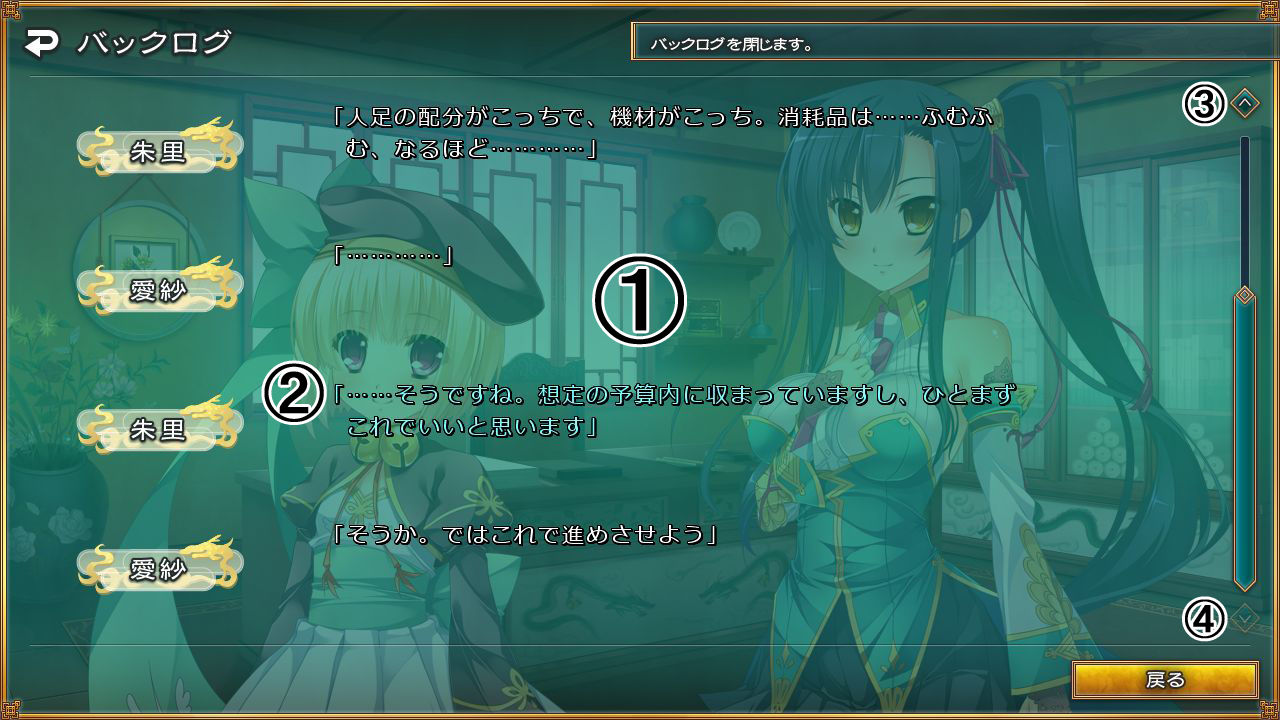 バックログ
バックログを閉じます。
③
朱里
「人足の配分がこっちで、機材がこっち。消耗品は……ふむふ
む、なるほど…………」
愛紗
「…………」
①
②
朱里
「……そうですね。想定の予算内に収まっていますし、ひとまず
これでいいと思います」
愛紗
「そうか。ではこれで進めさせよう」
④
戻る